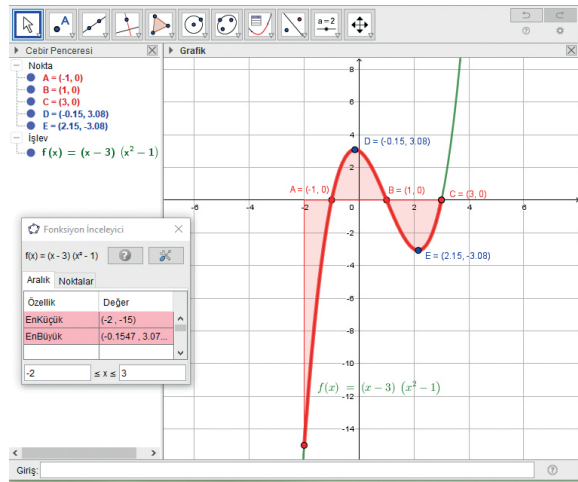 a = 2
Cebir Penceresi
Grafik
Nokta
A = (-1, 0)
B = (1, 0)
C = (3, 0)
D = (-0.15, 3.08)
E = (2.15, -3.08)
İşlev
f (x) = (x − 3) (x² − 1)
8
6
4
2
0
-2
-4
-6
-8
-10
-12
-14
-4
-2
0
2
4
6
D = (-0.15, 3.08)
A = (-1, 0)
B = (1, 0)
C = (3, 0)
E = (2.15, -3.08)
f(x) = (x−3) (x²−1)
Fonksiyon İnceleyici
f(x) = (x - 3) (x² - 1)
Aralık Noktalar
Özellik Değer
EnKüçük (-2 , -15)
EnBüyük (-0.1547 , 3.07...
-2 ≤ x ≤ 3
Giriş: